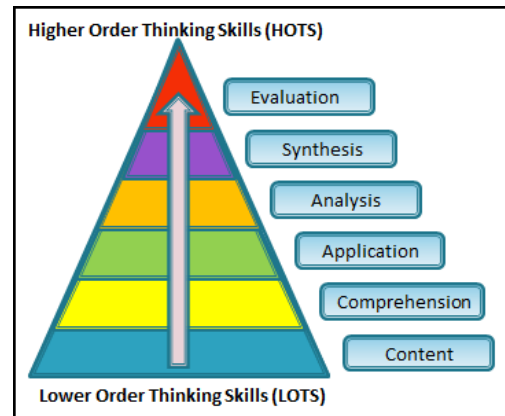 Higher Order Thinking Skills (HOTS)
Evaluation
Synthesis
Analysis
Application
Comprehension
Content
Lower Order Thinking Skills (LOTS)